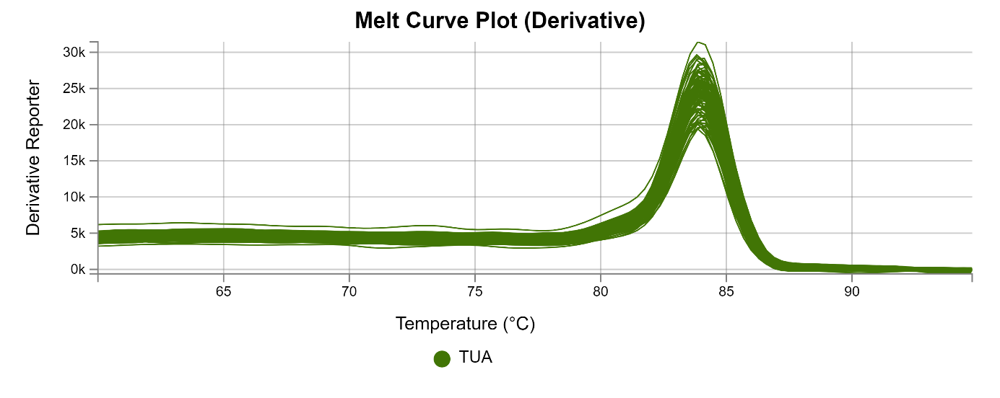 Melt Curve Plot (Derivative)
Derivative Reporter
30k
25k
20k
15k
10k
5k
0k
65 70 75 80 85 90
Temperature (°C)
TUA